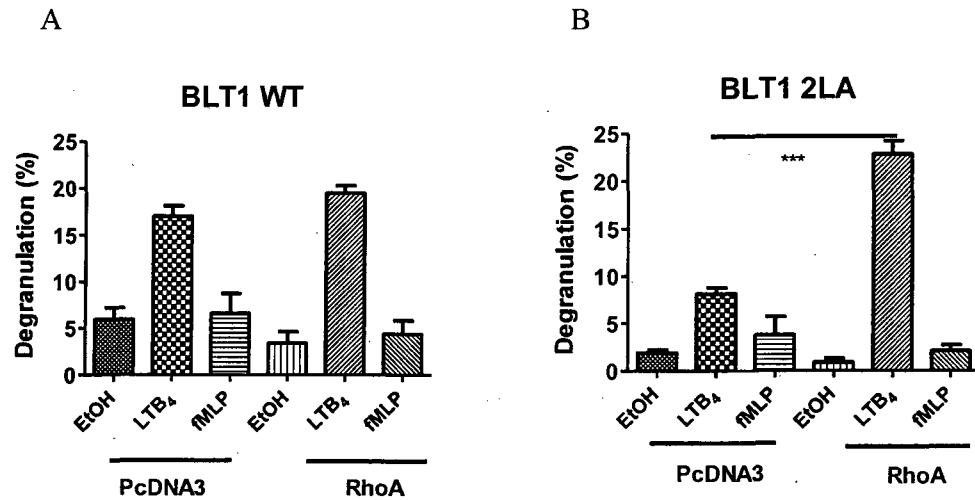 A
B
BLT1 WT
BLT1 2LA
Degranulation (%)
25
20
15
10
5
0
EtOH
LTB4
fMLP
EtOH
LTB4
fMLP
PcDNA3
RhoA
Degranulation (%)
25
20
15
10
5
0
***
EtOH
LTB4
fMLP
EtOH
LTB4
fMLP
PcDNA3
RhoA